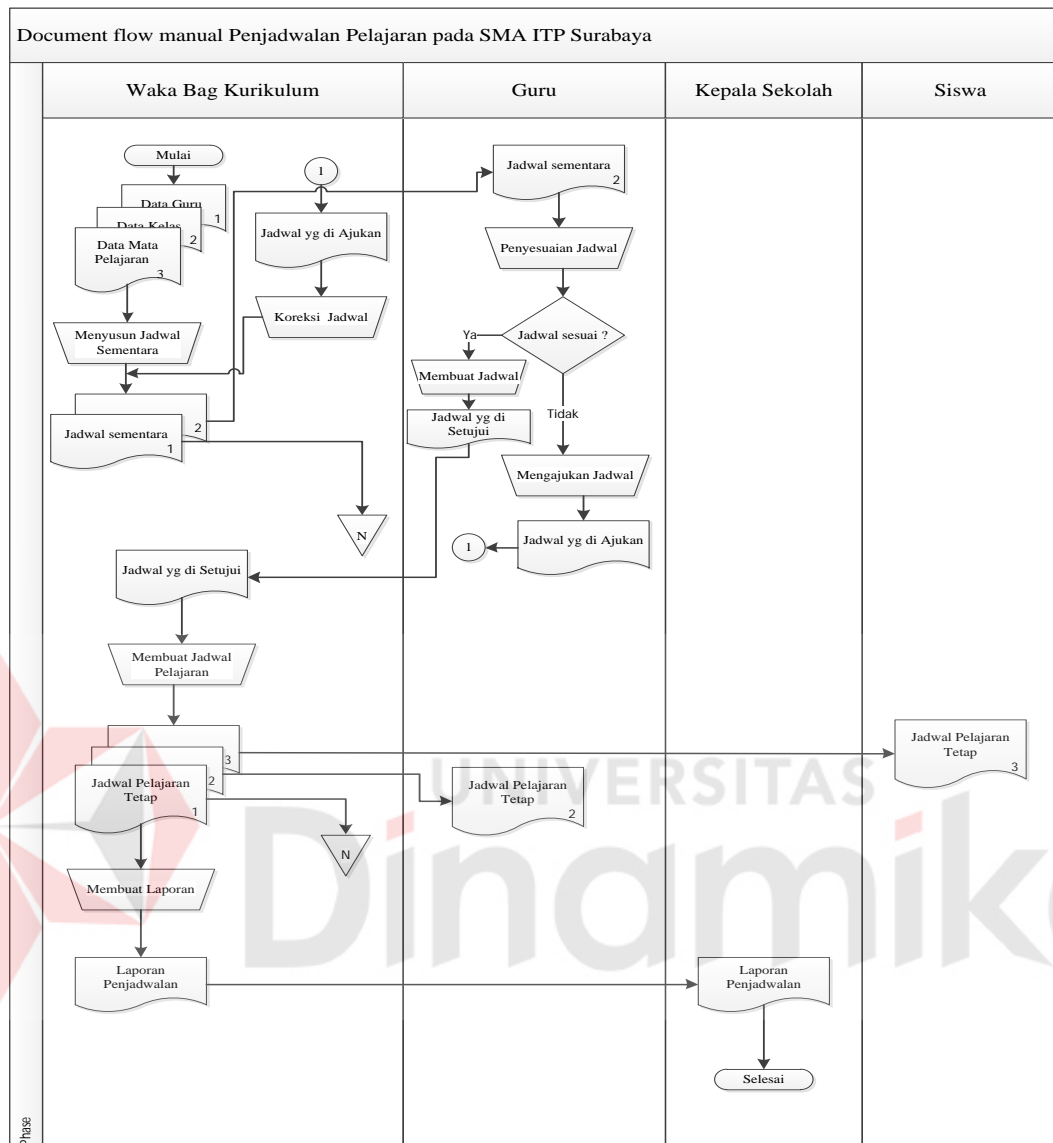 Document flow manual Penjadwalan Pelajaran pada SMA ITP Surabaya
Waka Bag Kurikulum
Guru
Kepala Sekolah
Siswa
Mulai
Data Guru
1
Data Kelas
2
Data Mata
Pelajaran
3
Menyusun Jadwal
Sementara
1
Jadwal yg di Ajukan
Koreksi Jadwal
2
Jadwal sementara
1
N
Jadwal sementara
2
Penyesuaian Jadwal
Jadwal sesuai ?
Ya
Membuat Jadwal
Jadwal yg di
Setujui
Tidak
Mengajukan Jadwal
Jadwal yg di Ajukan
1
Jadwal yg di Setujui
Membuat Jadwal
Pelajaran
3
2
Jadwal Pelajaran
Tetap
1
N
Jadwal Pelajaran
Tetap
2
Jadwal Pelajaran
Tetap
3
Membuat Laporan
Laporan
Penjadwalan
Laporan
Penjadwalan
Selesai
Phase
UNIVERSITAS
Dinamika